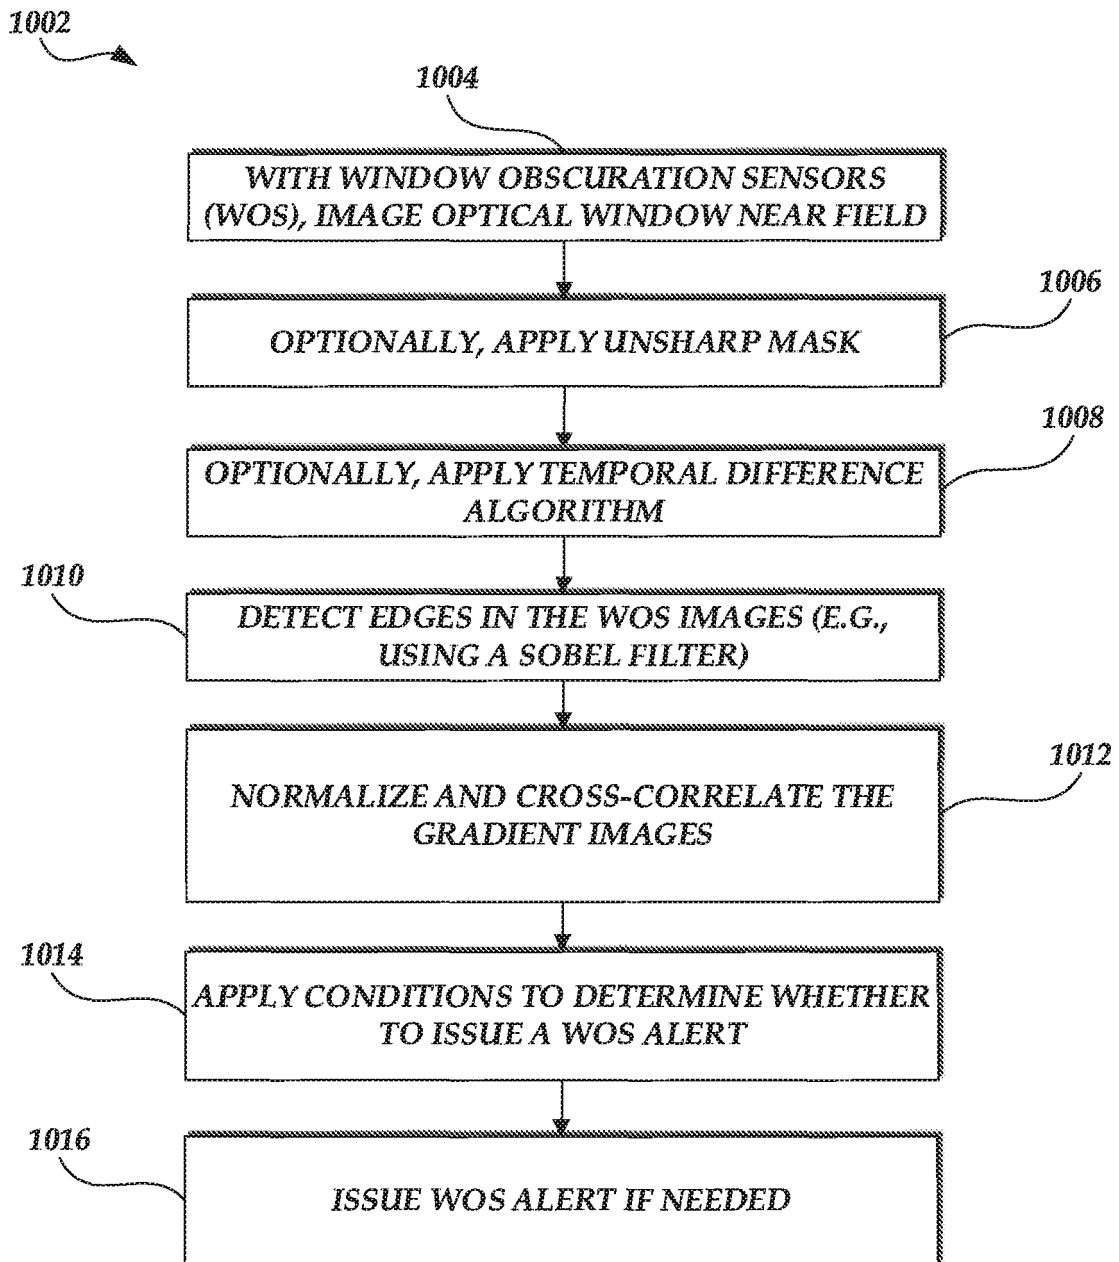 1002
1004
WITH WINDOW OBSCURATION SENSORS
(WOS), IMAGE OPTICAL WINDOW NEAR FIELD
1006
OPTIONALLY, APPLY UNSHARP MASK
1008
OPTIONALLY, APPLY TEMPORAL DIFFERENCE
ALGORITHM
1010
DETECT EDGES IN THE WOS IMAGES (E.G.,
USING A SOBEL FILTER)
1012
NORMALIZE AND CROSS-CORRELATE THE
GRADIENT IMAGES
1014
APPLY CONDITIONS TO DETERMINE WHETHER
TO ISSUE A WOS ALERT
1016
ISSUE WOS ALERT IF NEEDED